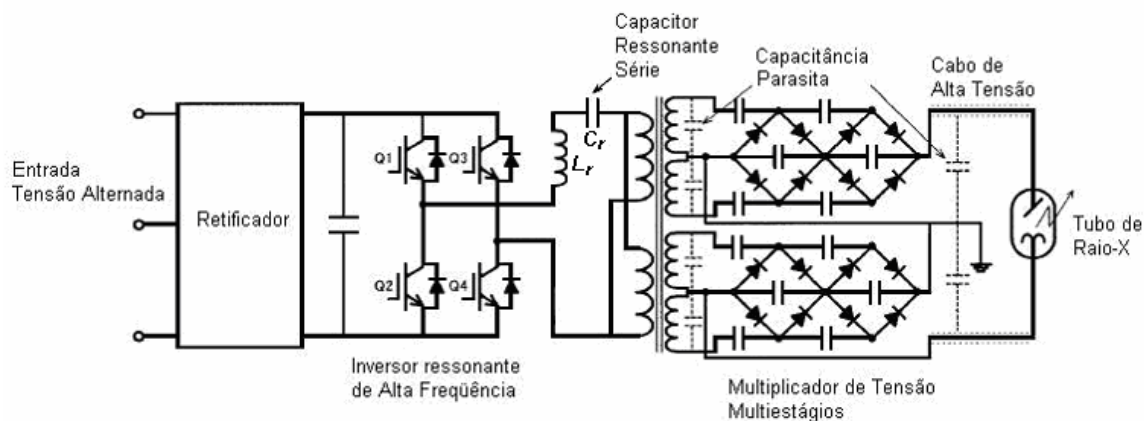 Capacitor
Ressonante
Série
Capacitância
Parasita
Cabo de
Alta Tensão
Entrada
Tensão Alternada
Retificador
Q1
Q3
Cr
Lr
Q2
Q4
Tubo de
Raio-X
Inversor ressonante
de Alta Freqüência
Multiplicador de Tensão
Multiestágios